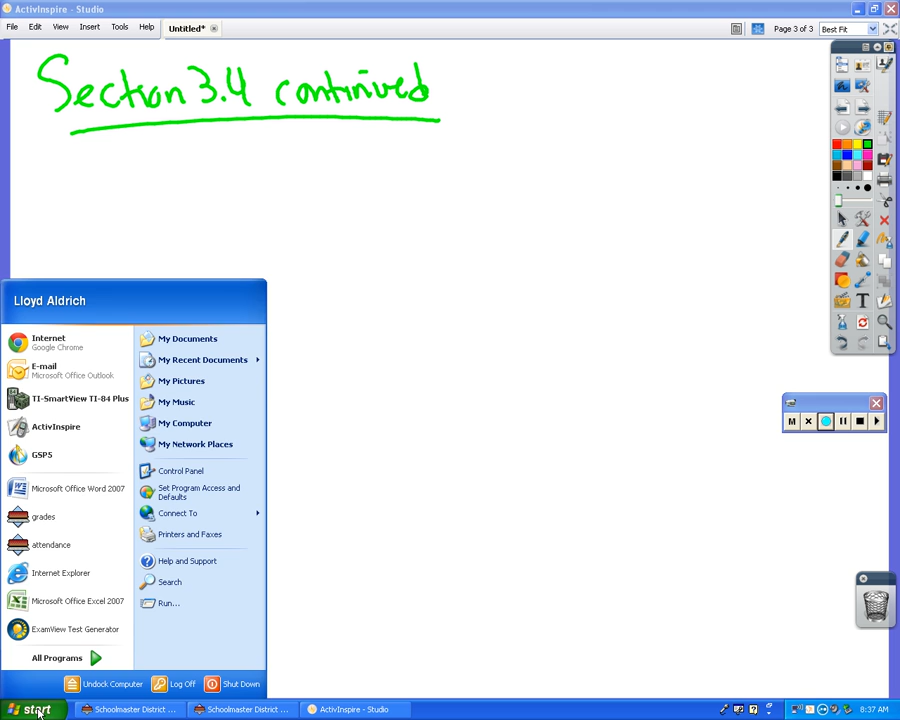 ActivInspire - Studio
File Edit View Insert Tools Help Untitled* Page 3 of 3 Best Fit
Section 3.4 continued
Lloyd Aldrich
Internet
Google Chrome
E-mail
Microsoft Office Outlook
TI-SmartView TI-84 Plus
ActivInspire
GSP5
Microsoft Office Word 2007
grades
attendance
Internet Explorer
Microsoft Office Excel 2007
ExamView Test Generator
All Programs
My Documents
My Recent Documents
My Pictures
My Music
My Computer
My Network Places
Control Panel
Set Program Access and
Defaults
Connect To
Printers and Faxes
Help and Support
Search
Run...
Undock Computer Log Off Shut Down
M
T
start Schoolmaster District ... Schoolmaster District ... ActivInspire - Studio 8:37 AM